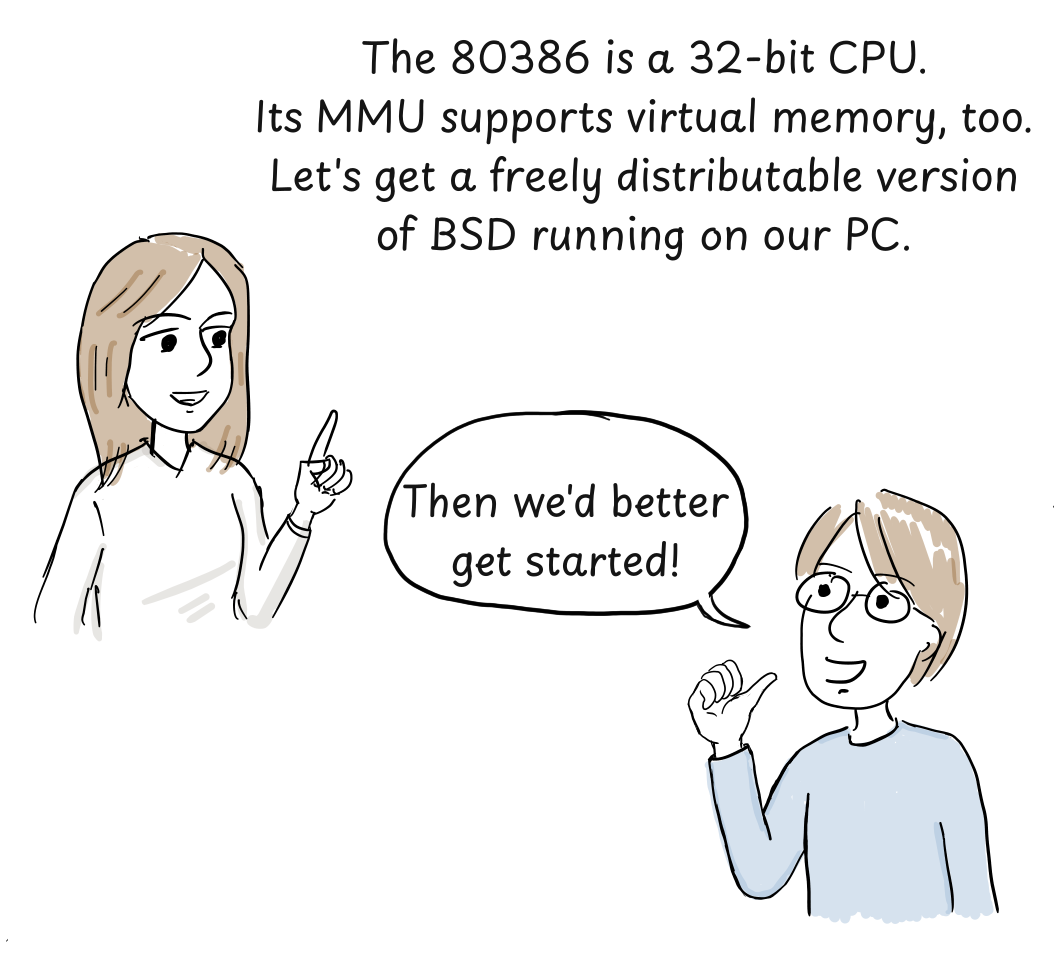 The 80386 is a 32-bit CPU.
Its MMU supports virtual memory, too.
Let's get a freely distributable version
of BSD running on our PC.
Then we'd better
get started!